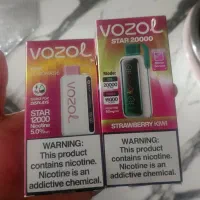 VOZOL
STAR
12000
Nicotine
5.0%
WARNING:
This product
contains nicotine.
Nicotine is an
addictive chemical.
VOZOL
STAR 20000
20000
STRAWBERRY KIWI
WARNING:
This product
contains nicotine.
Nicotine is an
addictive chemical.